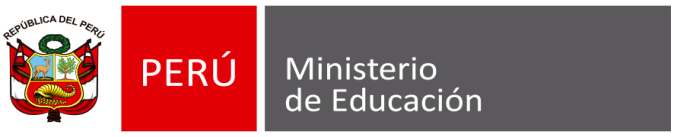 REPÚBLICA DEL PERÚ
PERÚ
Ministerio
de Educación